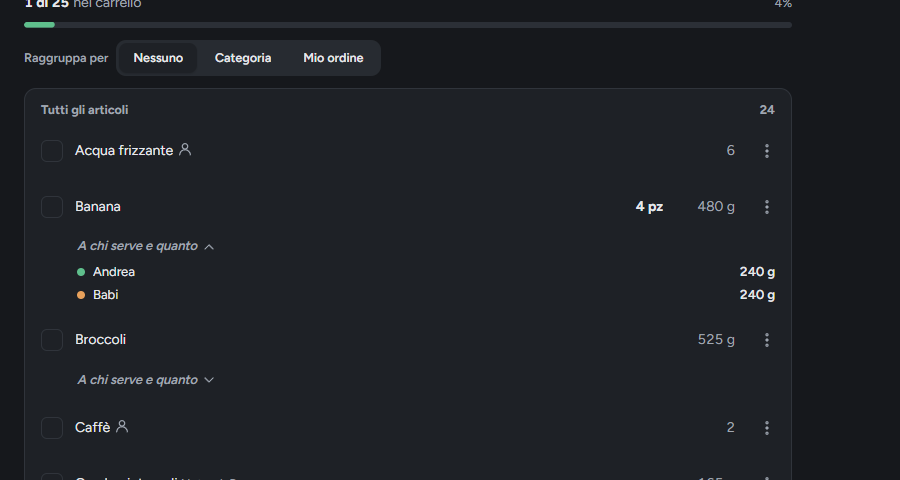 1 di 25 nel carrello 4%
Raggruppa per Nessuno Categoria Mio ordine
Tutti gli articoli 24
Acqua frizzante 6
Banana 4 pz 480 g
A chi serve e quanto
Andrea 240 g
Babi 240 g
Broccoli 525 g
A chi serve e quanto
Caffè 2